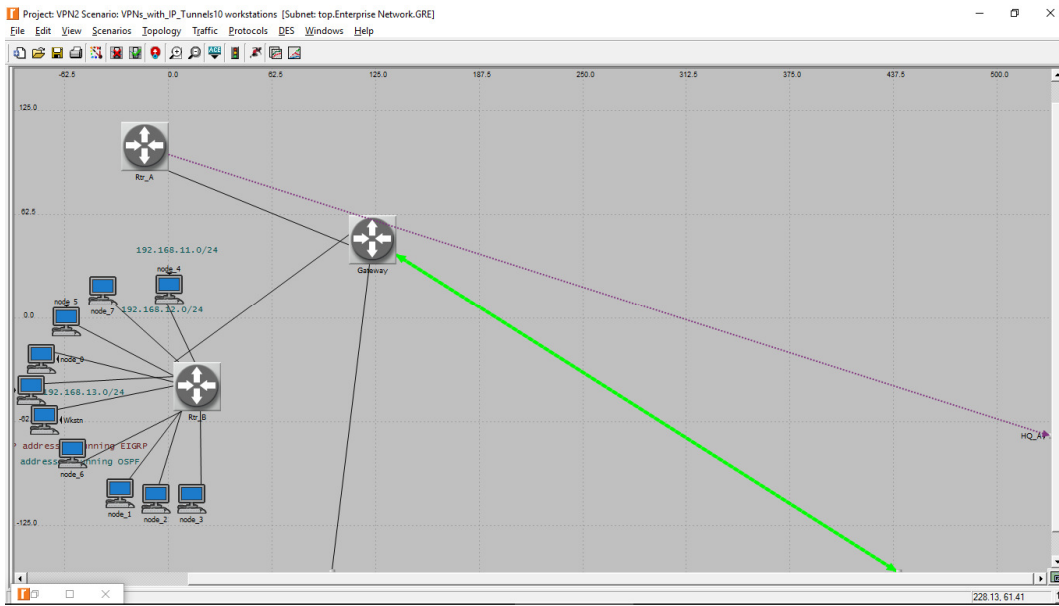 Project: VPN2 Scenario: VPNs_with_IP_Tunnels10 workstations [Subnet: top.Enterprise Network.GRE]
File Edit View Scenarios Topology Traffic Protocols DES Windows Help
-62.5 0.0 62.5 125.0 187.5 250.0 312.5 375.0 437.5 500.0
125.0
Rtr_A
62.5
192.168.11.0/24
Gateway
node_4
node_5
node_7
192.168.12.0/24
0.0
node_0
192.168.13.0/24
Rtr_B
-62
Wkstn
HQ_A
address running EIGRP
address running OSPF
node_6
node_1
node_2
node_3
-125.0
228.13, 61.41